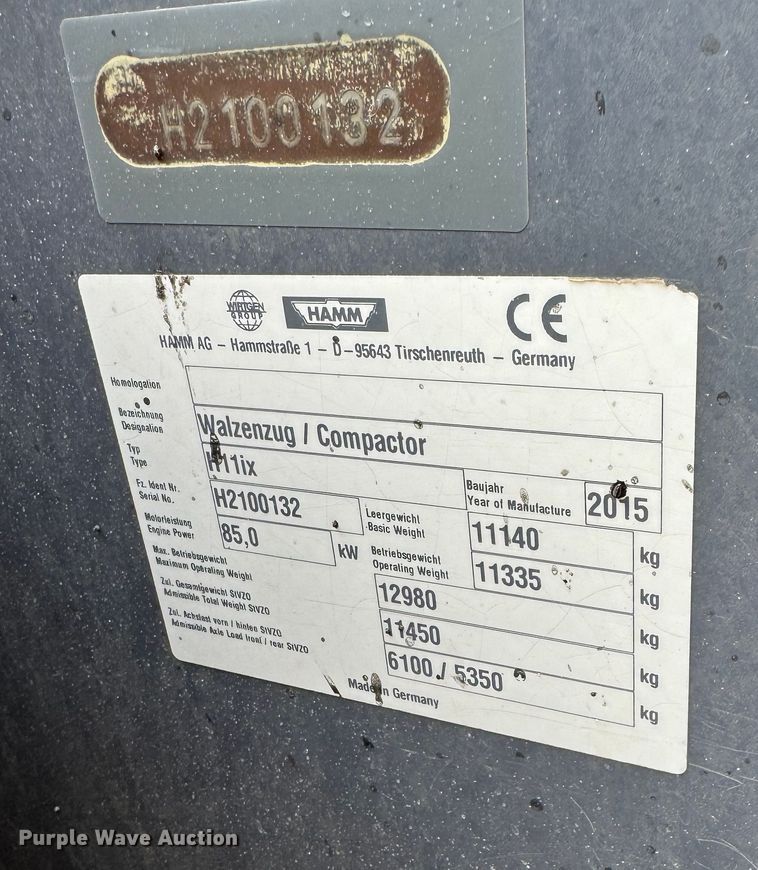 H2100132
WIRTGEN GROUP
HAMM
CE
HAMM AG – Hammstraße 1 – D–95643 Tirschenreuth – Germany
Homologation
Bezeichnung
Designation
Walzenzug / Compactor
Typ
Type
H11ix
Baujahr
Year of Manufacture
2015
Fz. Ident Nr.
Serial No.
H2100132
Leergewicht
Basic Weight
11140
kg
Motorleistung
Engine Power
85,0
kW
Betriebsgewicht
Operating Weight
11335
kg
Max. Betriebsgewicht
Maximum Operating Weight
12980
kg
Zul. Gesamtgewicht StVZO
Admissible Total Weight StVZO
11450
kg
Zul. Achslast vorn / hinten StVZO
Admissible Axle Load front / rear StVZO
6100 / 5350
kg
Made in Germany
Purple Wave Auction